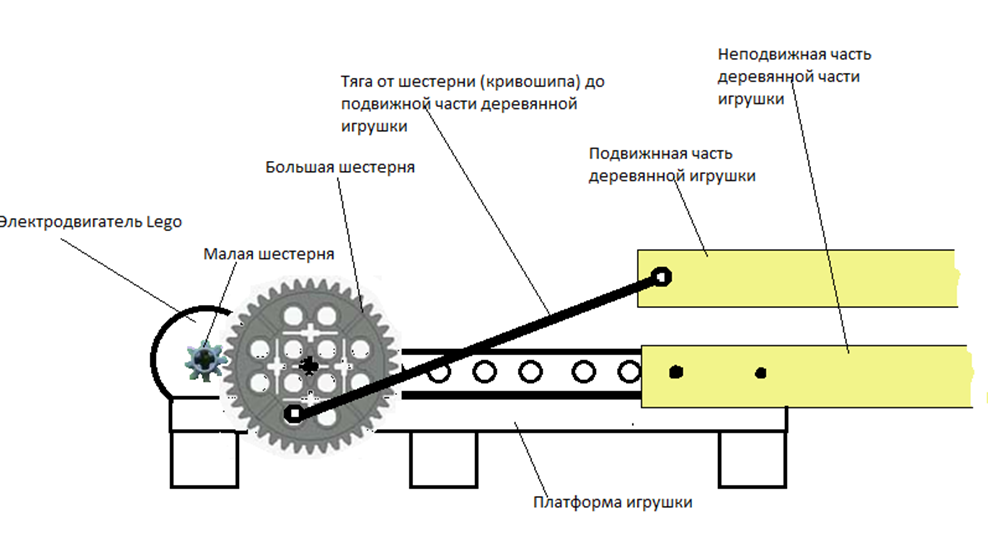 Неподвижная часть
деревянной части
игрушки
Тяга от шестерни (кривошипа) до
подвижной части деревянной
игрушки
Подвижнная часть
деревянной игрушки
Большая шестерня
Электродвигатель Lego
Малая шестерня
Платформа игрушки